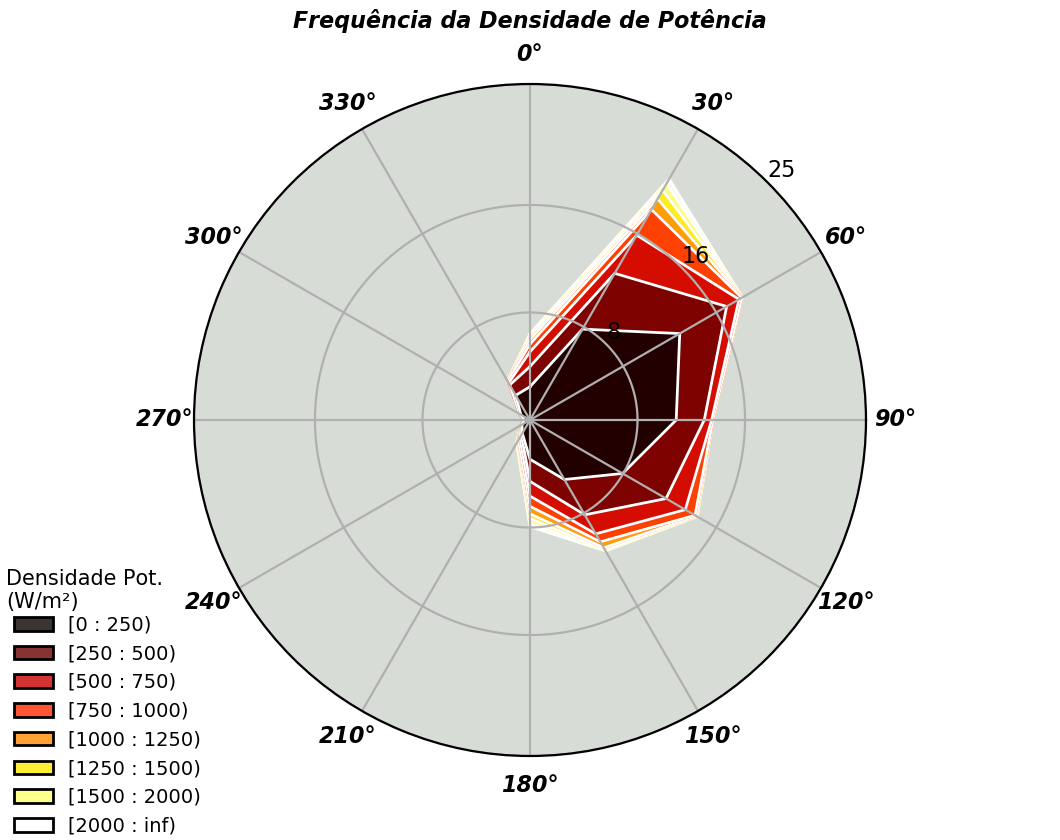 Frequência da Densidade de Potência
0°
330°
30°
25
300°
60°
16
8
270°
90°
240°
120°
210°
150°
180°
Densidade Pot.
(W/m²)
[0 : 250)
[250 : 500)
[500 : 750)
[750 : 1000)
[1000 : 1250)
[1250 : 1500)
[1500 : 2000)
[2000 : inf)